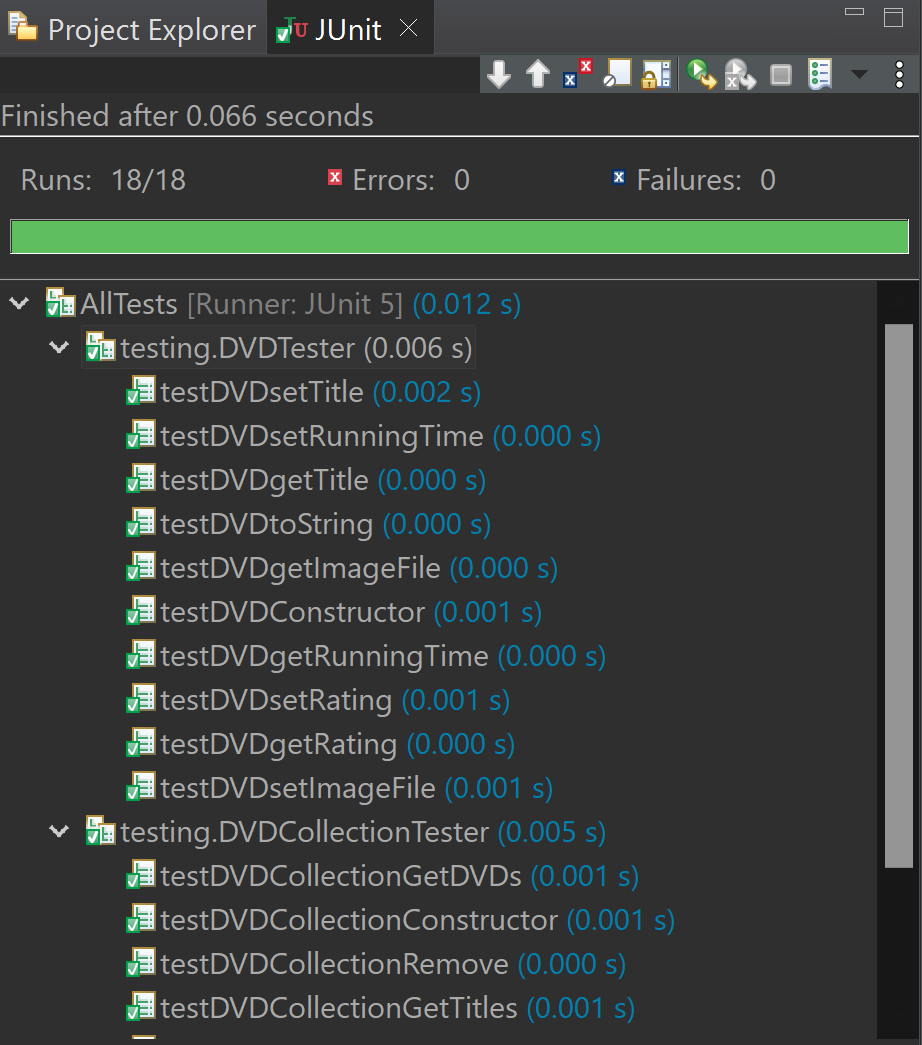 Project Explorer JUnit
Finished after 0.066 seconds
Runs: 18/18 Errors: 0 Failures: 0
AllTests [Runner: JUnit 5] (0.012 s)
testing.DVDTester (0.006 s)
testDVDsetTitle (0.002 s)
testDVDsetRunningTime (0.000 s)
testDVDgetTitle (0.000 s)
testDVDtoString (0.000 s)
testDVDgetImageFile (0.000 s)
testDVDConstructor (0.001 s)
testDVDgetRunningTime (0.000 s)
testDVDsetRating (0.001 s)
testDVDgetRating (0.000 s)
testDVDsetImageFile (0.001 s)
testing.DVDCollectionTester (0.005 s)
testDVDCollectionGetDVDs (0.001 s)
testDVDCollectionConstructor (0.001 s)
testDVDCollectionRemove (0.000 s)
testDVDCollectionGetTitles (0.001 s)